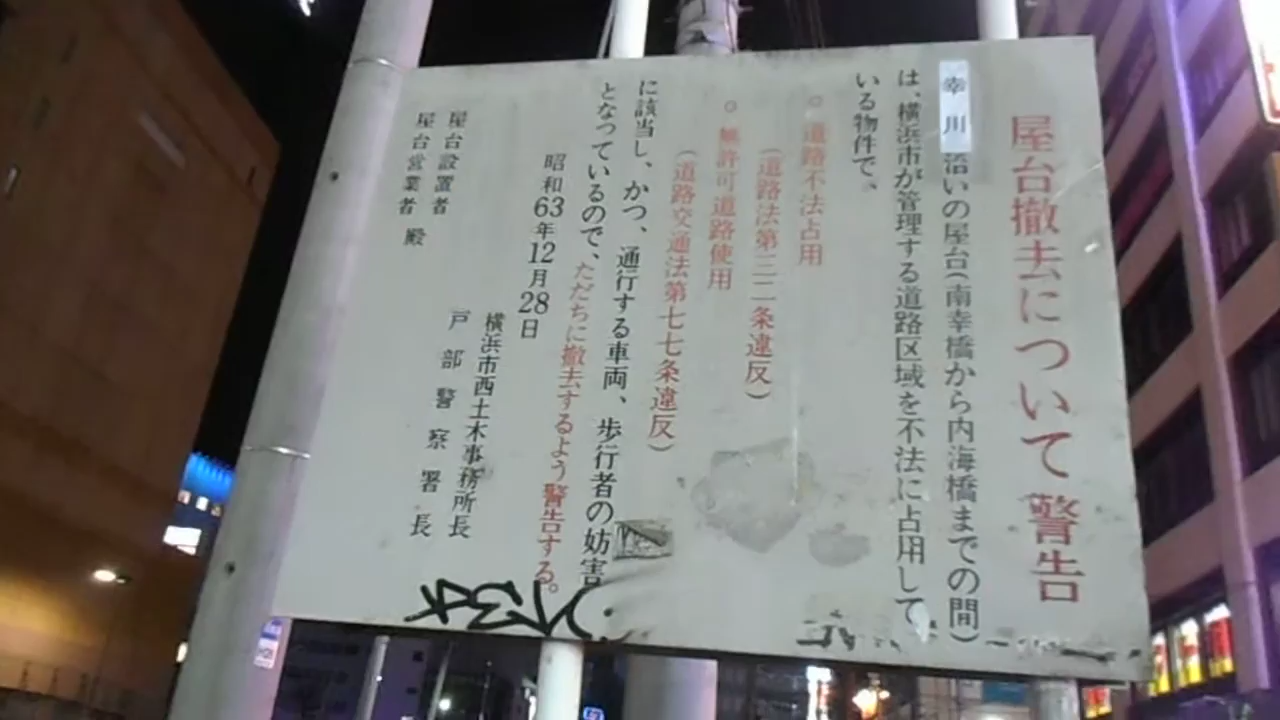 屋台撤去について警告
幸川沿いの屋台(南幸橋から内海橋までの間)
は、横浜市が管理する道路区域を不法に占用して
いる物件で、
○道路不法占用
(道路法第三二条違反)
○無許可道路使用
(道路交通法第七七条違反)
に該当し、かつ、通行する車両、歩行者の妨害
となっているので、ただちに撤去するよう警告する。
昭和63年12月28日
横浜市西土木事務所長
戸部警察署長
屋台設置者
屋台営業者殿